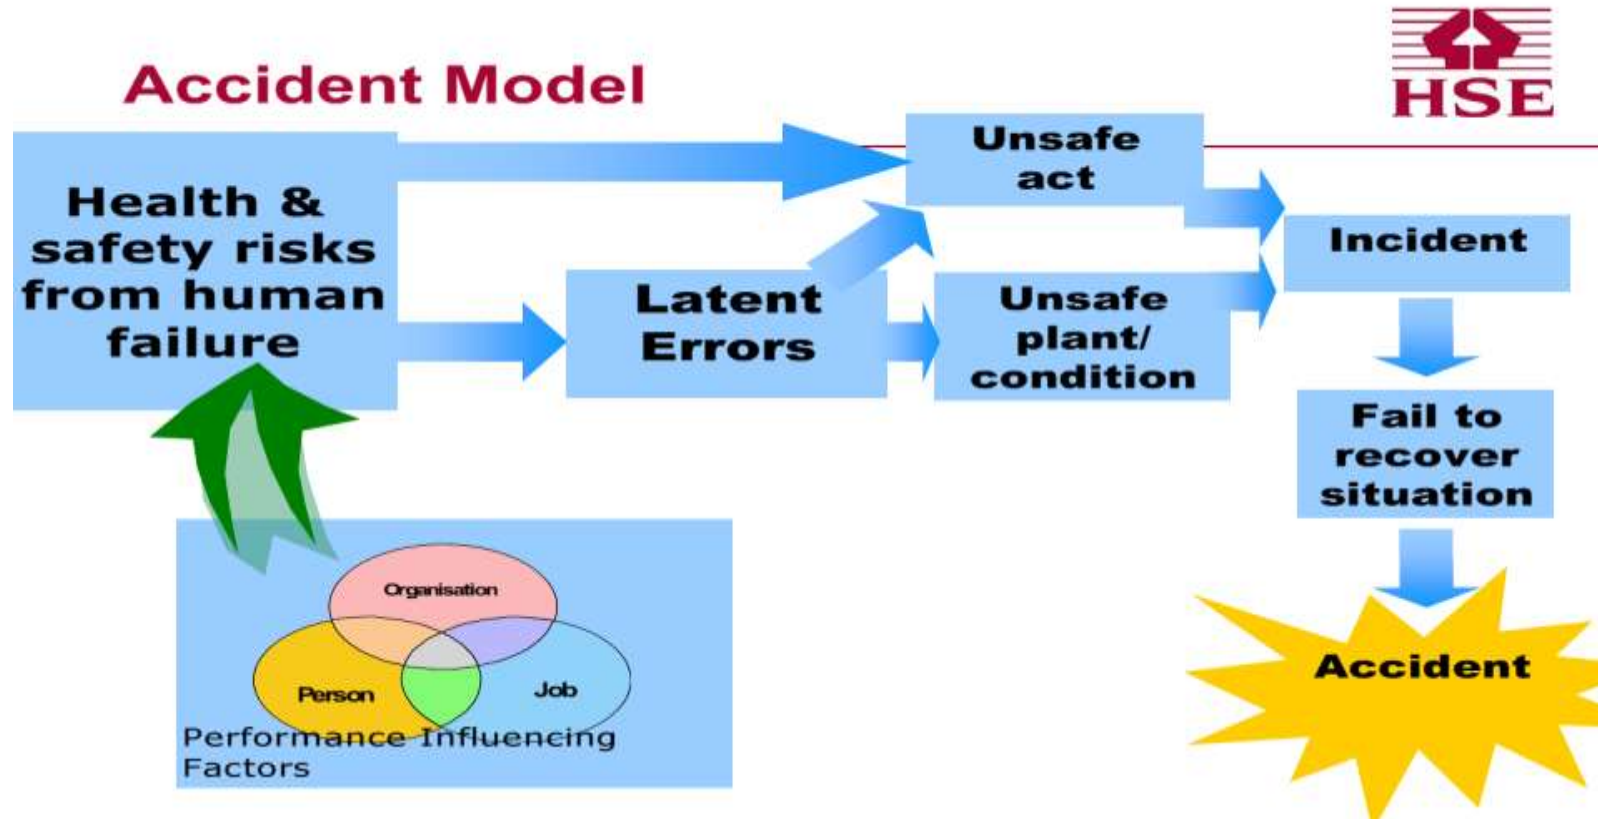 Accident Model
HSE
Health &
safety risks
from human
failure
Latent
Errors
Unsafe
act
Unsafe
plant/
condition
Incident
Fail to
recover
situation
Accident
Organisation
Person
Job
Performance Influencing
Factors